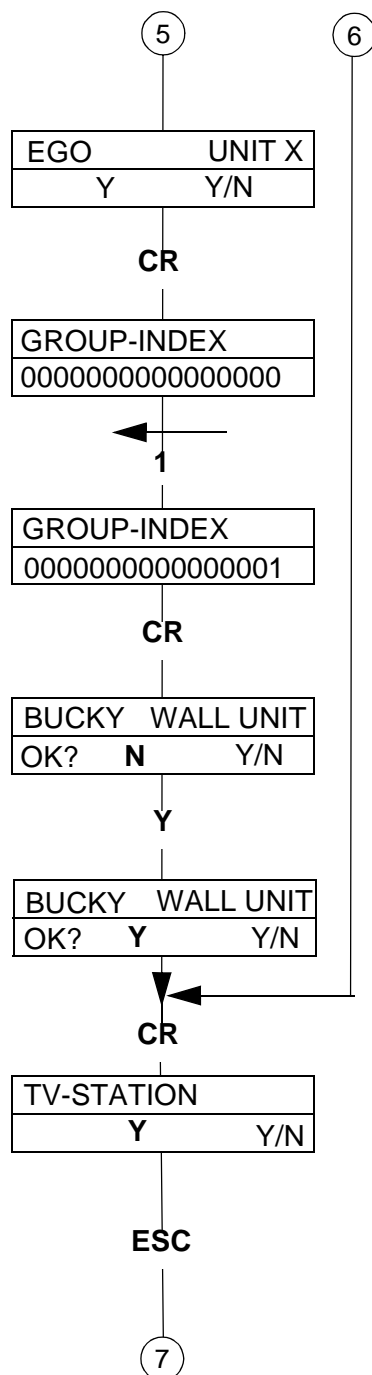 5 6
EGO UNIT X
Y Y/N
CR
GROUP-INDEX
0000000000000000
1
GROUP-INDEX
0000000000000001
CR
BUCKY WALL UNIT
OK? N Y/N
Y
BUCKY WALL UNIT
OK? Y Y/N
CR
TV-STATION
Y Y/N
ESC
7